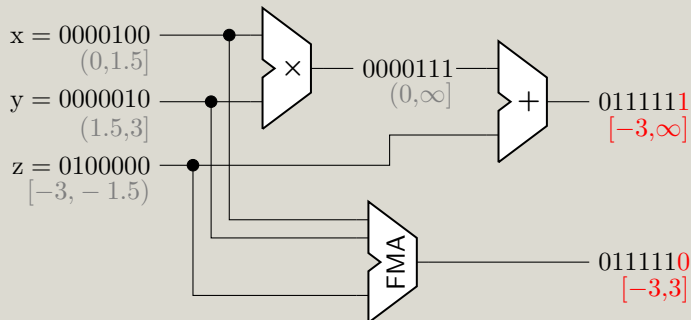 x = 0000100
(0,1.5]
×
0000111
(0,∞]
y = 0000010
(1.5,3]
+
0111111
[−3,∞]
z = 0100000
[−3, − 1.5)
FMA
0111110
[−3,3]